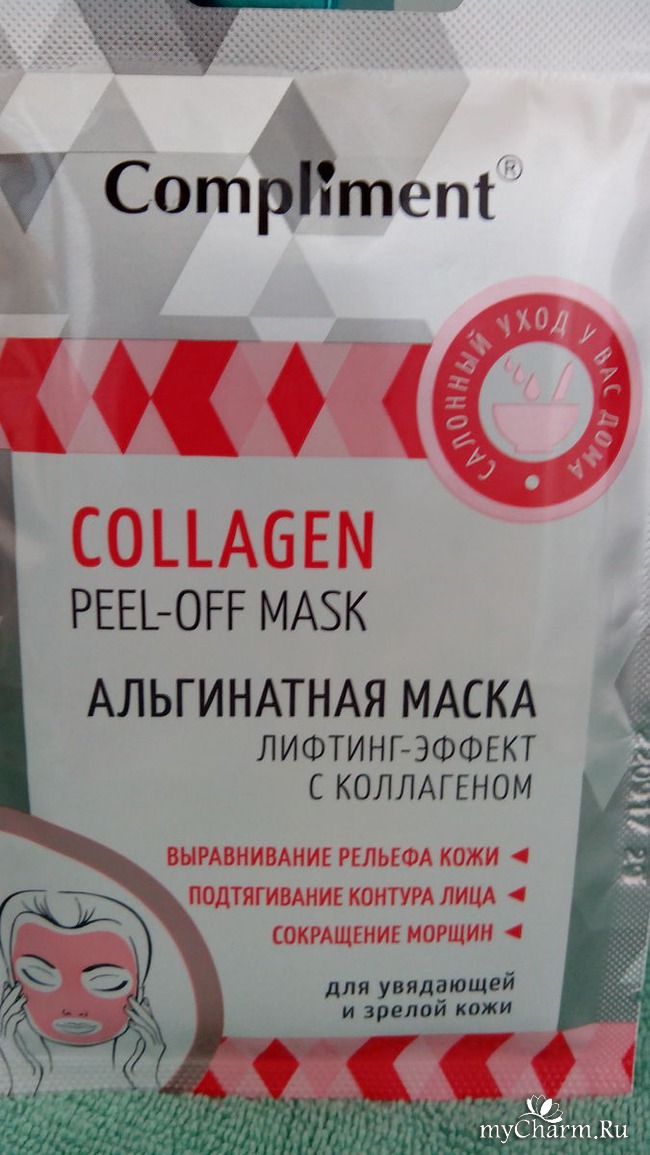 Compliment®
САЛОННЫЙ УХОД У ВАС ДОМА
COLLAGEN
PEEL-OFF MASK
АЛЬГИНАТНАЯ МАСКА
ЛИФТИНГ-ЭФФЕКТ
С КОЛЛАГЕНОМ
ВЫРАВНИВАНИЕ РЕЛЬЕФА КОЖИ
ПОДТЯГИВАНИЕ КОНТУРА ЛИЦА
СОКРАЩЕНИЕ МОРЩИН
для увядающей
и зрелой кожи
myCharm.Ru